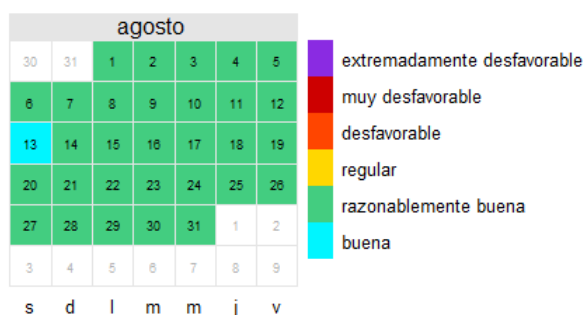 agosto
30 31 1 2 3 4 5
6 7 8 9 10 11 12
13 14 15 16 17 18 19
20 21 22 23 24 25 26
27 28 29 30 31 1 2
3 4 5 6 7 8 9
s d l m m j v
extremadamente desfavorable
muy desfavorable
desfavorable
regular
razonablemente buena
buena